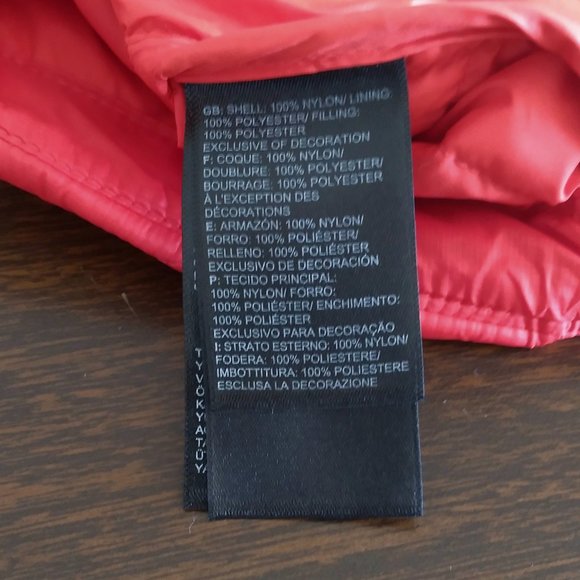 GB: SHELL: 100% NYLON/ LINING
100% POLYESTER/ FILLING:
100% POLYESTER
EXCLUSIVE OF DECORATION
F: COQUE: 100% NYLON/
DOUBLURE: 100% POLYESTER/
BOURRAGE: 100% POLYESTER
À L'EXCEPTION DES
DÉCORATIONS
E: ARMAZÓN: 100% NYLON/
FORRO: 100% POLIÉSTER/
RELLENO: 100% POLIÉSTER
EXCLUSIVO DE DECORACIÓN
P: TECIDO PRINCIPAL:
100% NYLON/ FORRO:
100% POLIÉSTER/ ENCHIMENTO:
100% POLIÉSTER
EXCLUSIVO PARA DECORAÇÃO
I: STRATO ESTERNO: 100% NYLON/
FODERA: 100% POLIESTERE/
IMBOTTITURA: 100% POLIESTERE
ESCLUSA LA DECORAZIONE